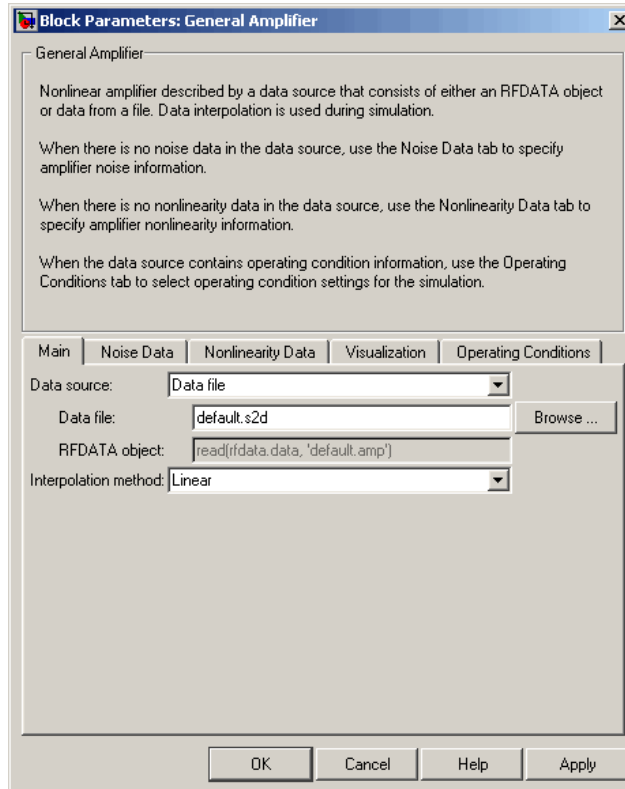 Block Parameters: General Amplifier
General Amplifier
Nonlinear amplifier described by a data source that consists of either an RFDATA object
or data from a file. Data interpolation is used during simulation.
When there is no noise data in the data source, use the Noise Data tab to specify
amplifier noise information.
When there is no nonlinearity data in the data source, use the Nonlinearity Data tab to
specify amplifier nonlinearity information.
When the data source contains operating condition information, use the Operating
Conditions tab to select operating condition settings for the simulation.
Main Noise Data Nonlinearity Data Visualization Operating Conditions
Data source: Data file
Data file: default.s2d Browse ...
RFDATA object: read(rfdata.data, 'default.amp')
Interpolation method: Linear
OK Cancel Help Apply